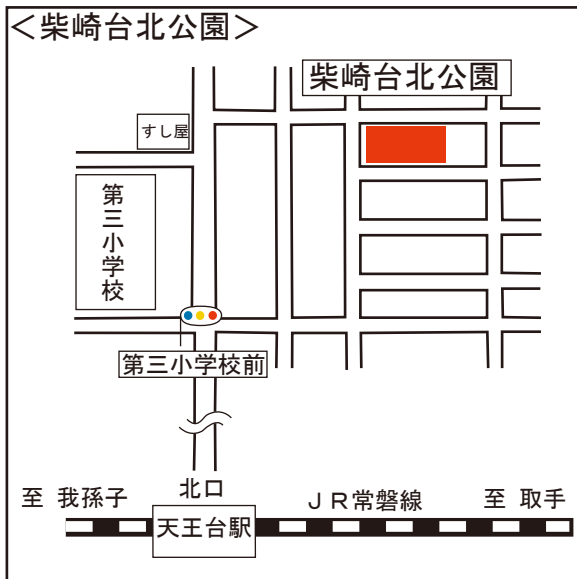 ＜柴崎台北公園＞
柴崎台北公園
すし屋
第三小学校
第三小学校前
北口
至 我孫子
ＪＲ常磐線
至 取手
天王台駅